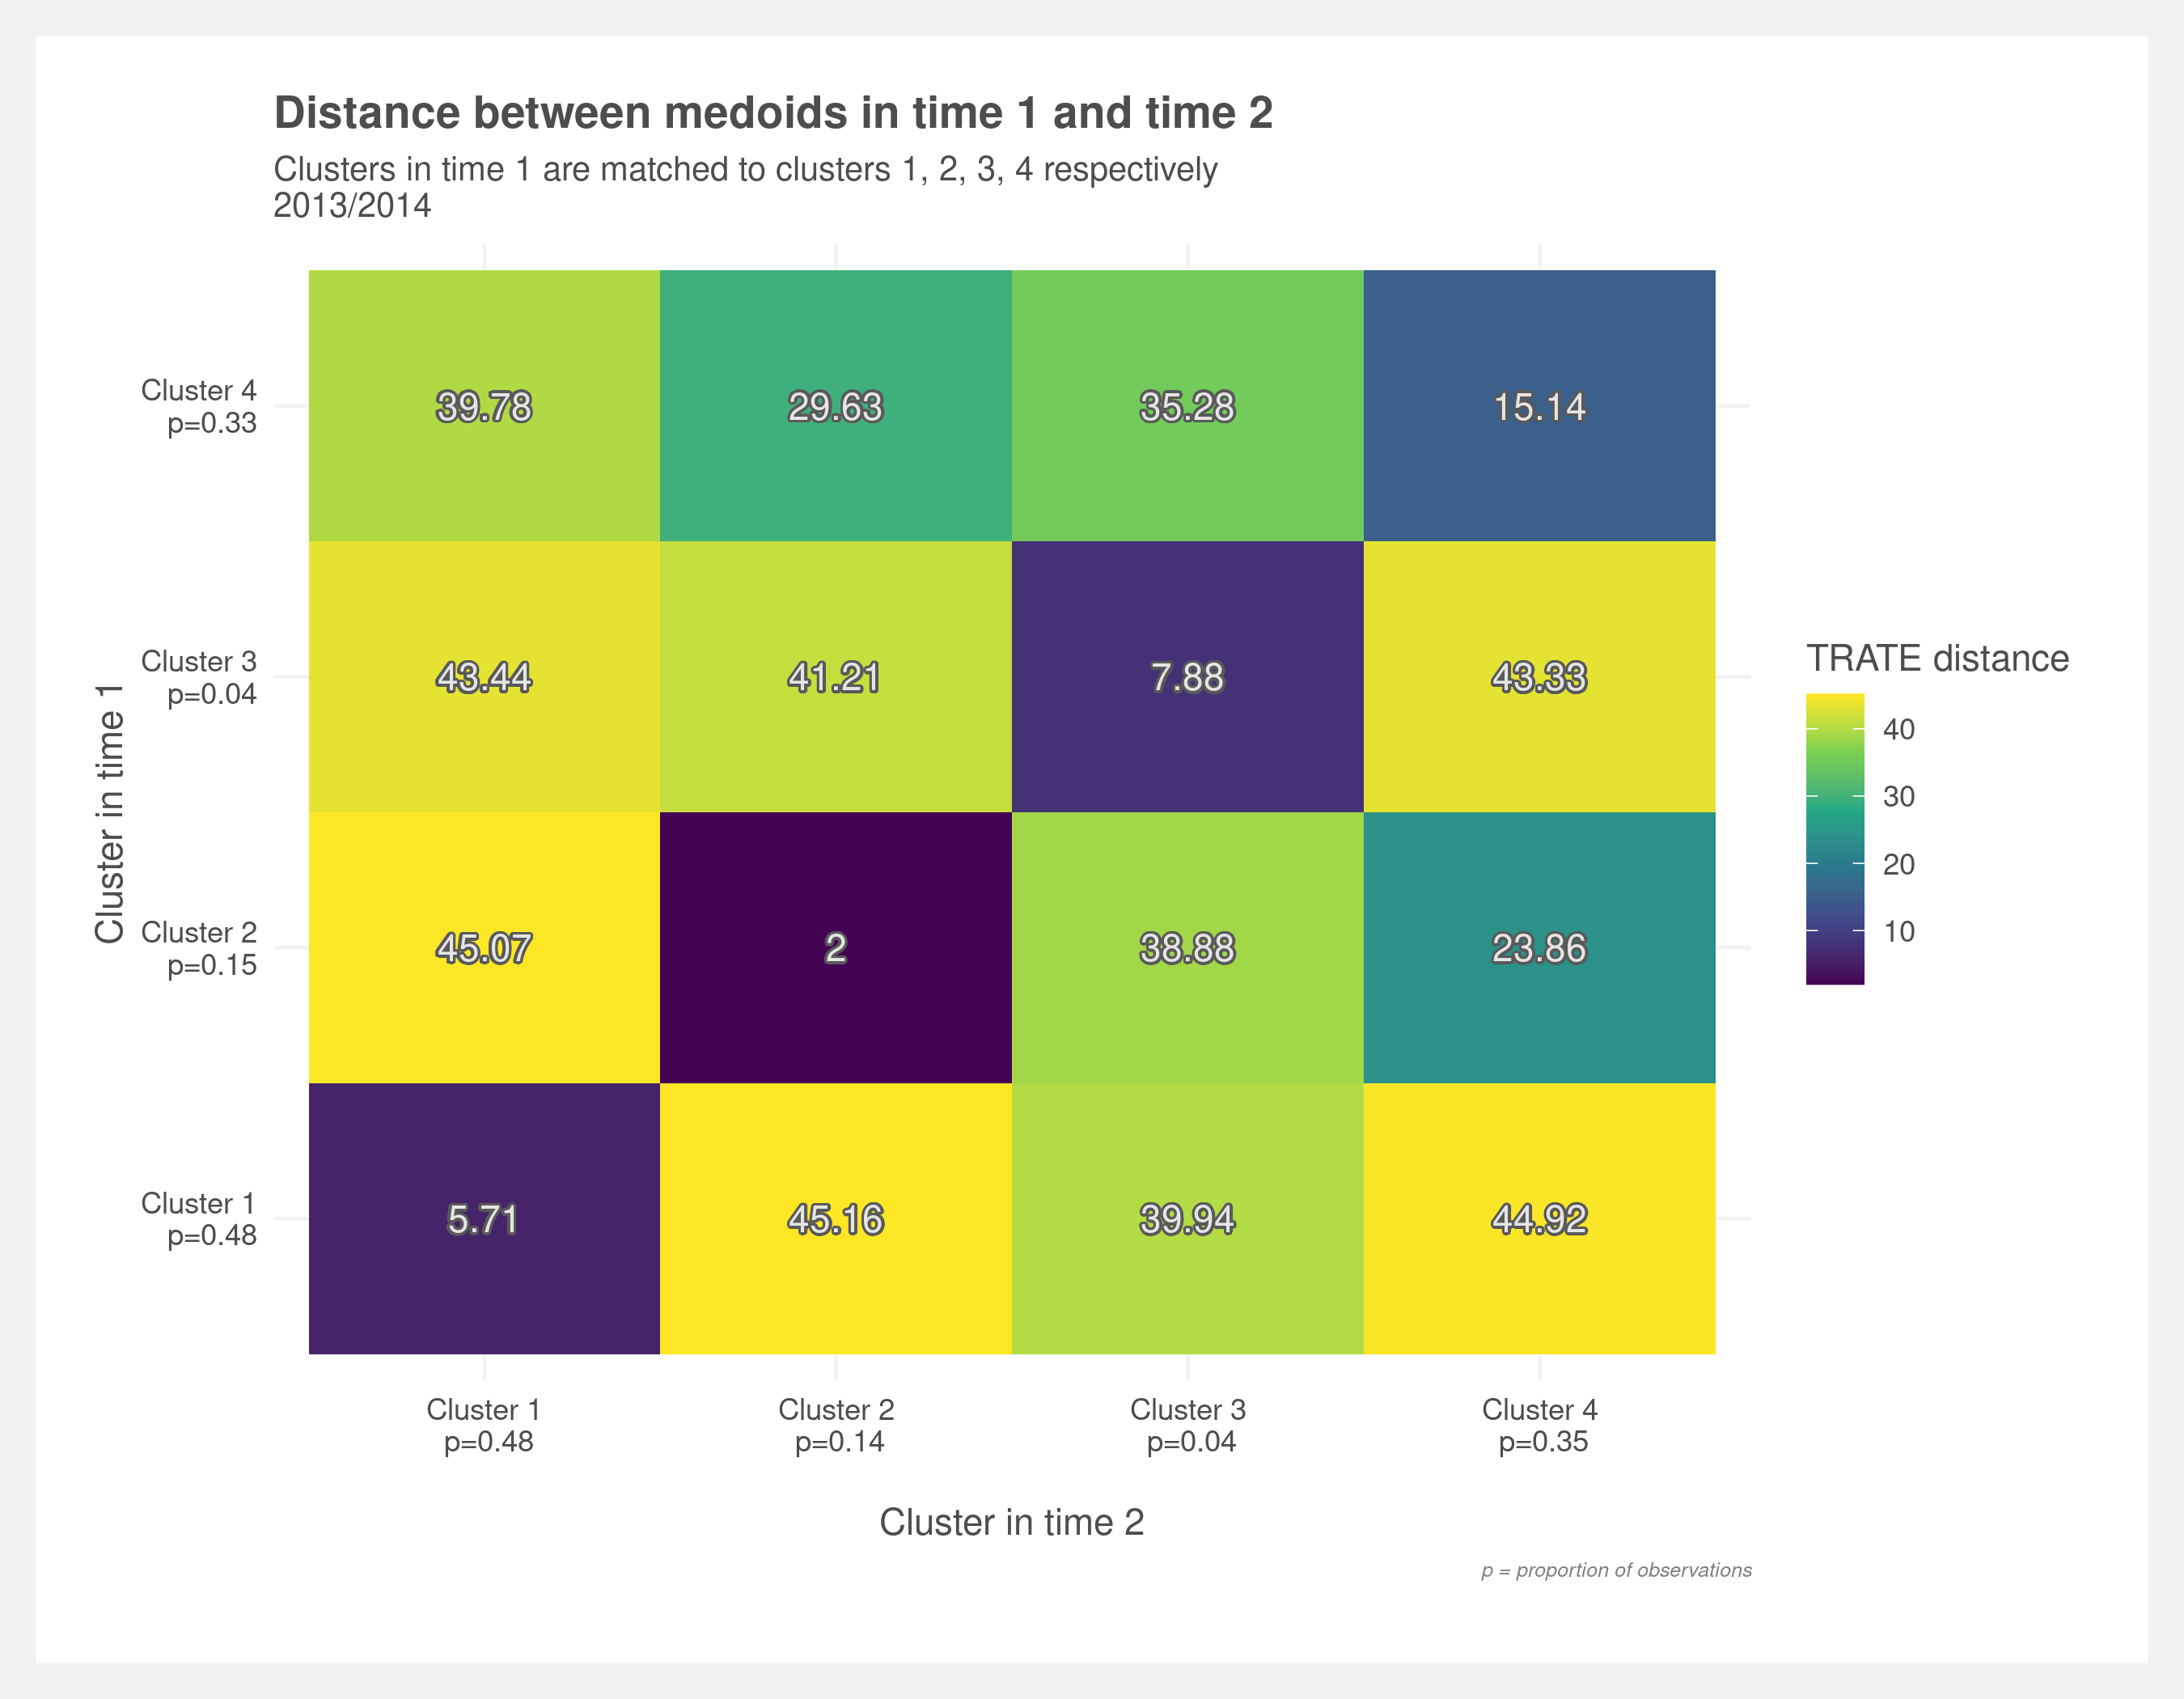 Distance between medoids in time 1 and time 2
Clusters in time 1 are matched to clusters 1, 2, 3, 4 respectively
2013/2014
Cluster in time 1
Cluster 4
p=0.33
39.78 29.63 35.28 15.14
Cluster 3
p=0.04
43.44 41.21 7.88 43.33
Cluster 2
p=0.15
45.07 2 38.88 23.86
Cluster 1
p=0.48
5.71 45.16 39.94 44.92
Cluster 1 Cluster 2 Cluster 3 Cluster 4
p=0.48 p=0.14 p=0.04 p=0.35
Cluster in time 2
TRATE distance
40
30
20
10
p = proportion of observations